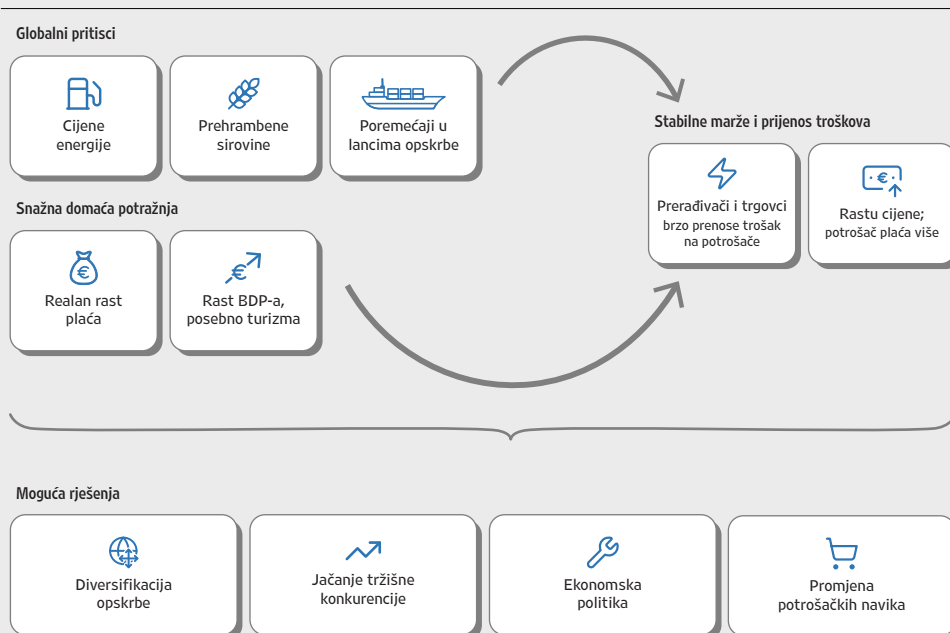 Globalni pritisci
Cijene
energije
Prehrambene
sirovine
Poremećaji u
lancima opskrbe
Stabilne marže i prijenos troškova
Prerađivači i trgovci
brzo prenose trošak
na potrošače
Rastu cijene;
potrošač plaća više
Snažna domaća potražnja
Realan rast
plaća
Rast BDP-a,
posebno turizma
Moguća rješenja
Diversifikacija
opskrbe
Jačanje tržišne
konkurencije
Ekonomska
politika
Promjena
potrošačkih navika